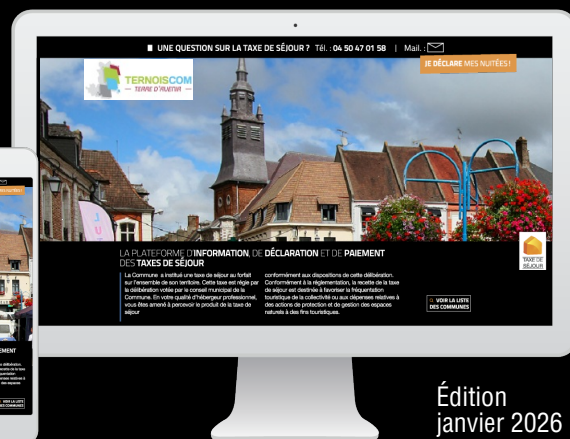 UNE QUESTION SUR LA TAXE DE SÉJOUR ? Tél. : 04 50 47 01 58 | Mail. :
JE DÉCLARE MES NUITÉES !
TERNOISCOM
TERRE D'AVENIR
TAXE DE
SÉJOUR
LA PLATEFORME D'INFORMATION, DE DÉCLARATION ET DE PAIEMENT
DES TAXES DE SÉJOUR
La Commune a institué une taxe de séjour au forfait
sur l'ensemble de son territoire. Cette taxe est régie par
la délibération votée par le conseil municipal de la
Commune. En votre qualité d'hébergeur professionnel,
vous êtes amené à percevoir le produit de la taxe de
séjour
conformément aux dispositions de cette délibération.
Conformément à la réglementation, la recette de la taxe
de séjour est destinée à favoriser la fréquentation
touristique de la collectivité ou aux dépenses relatives à
des actions de protection et de gestion des espaces
naturels à des fins touristiques.
VOIR LA LISTE
DES COMMUNES
Édition
janvier 2026